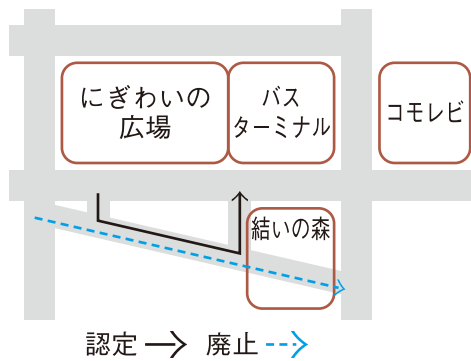 にぎわいの
広場
バス
ターミナル
コモレビ
結いの森
認定
廃止